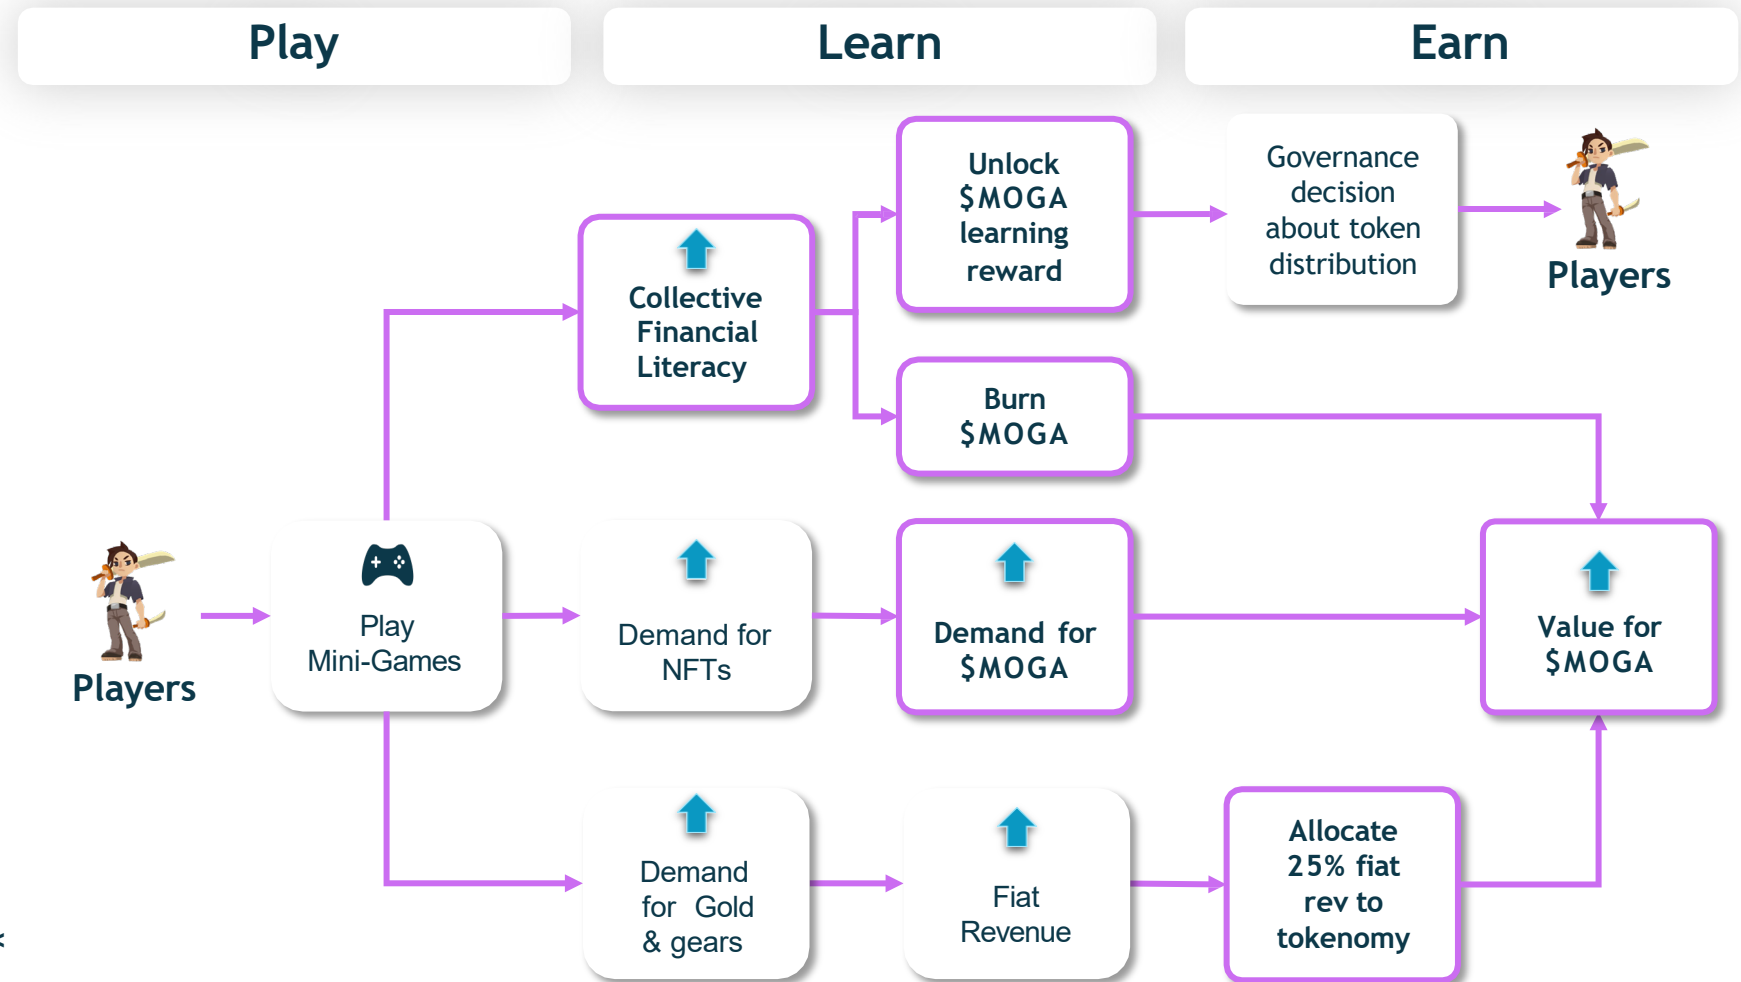 Play
Learn
Earn
Unlock
$MOGA
learning
reward
Governance
decision
about token
distribution
Players
Collective
Financial
Literacy
Burn
$MOGA
Players
Play
Mini-Games
Demand for
NFTs
Demand for
$MOGA
Value for
$MOGA
Demand
for Gold
& gears
Fiat
Revenue
Allocate
25% fiat
rev to
tokenomy